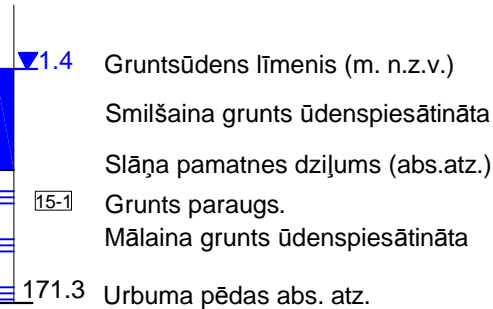 1.4 Gruntsūdens līmenis (m. n.z.v.)
Smilšaina grunts ūdenspiesātināta
Slāņa pamatnes dziļums (abs.atz.)
15-1 Grunts paraugs.
Mālaina grunts ūdenspiesātināta
171.3 Urbuma pēdas abs. atz.